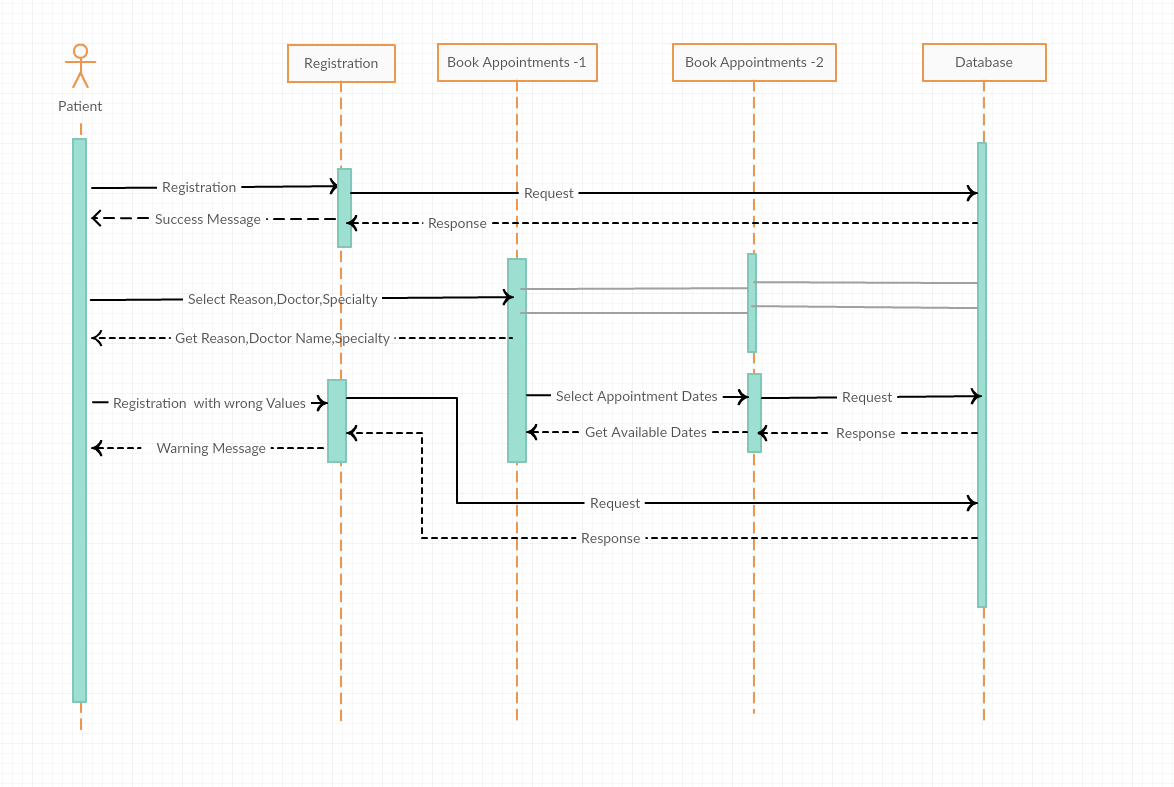 Patient
Registration
Book Appointments -1
Book Appointments -2
Database
Registration
Request
Success Message
Response
Select Reason,Doctor,Specialty
Get Reason,Doctor Name,Specialty
Select Appointment Dates
Request
Registration  with wrong Values
Get Available Dates
Response
Warning Message
Request
Response